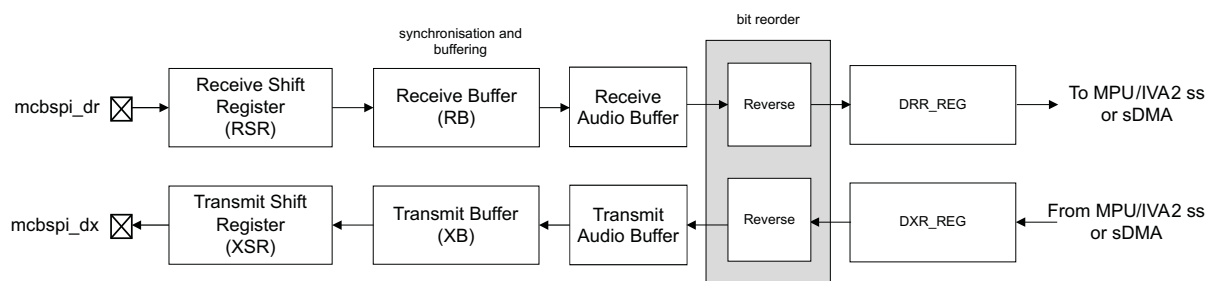 bit reorder
synchronisation and
buffering
mcbspi_dr
Receive Shift
Register
(RSR)
Receive Buffer
(RB)
Receive
Audio Buffer
Reverse
DRR_REG
To MPU/IVA2 ss
or sDMA
mcbspi_dx
Transmit Shift
Register
(XSR)
Transmit Buffer
(XB)
Transmit
Audio Buffer
Reverse
DXR_REG
From MPU/IVA2 ss
or sDMA